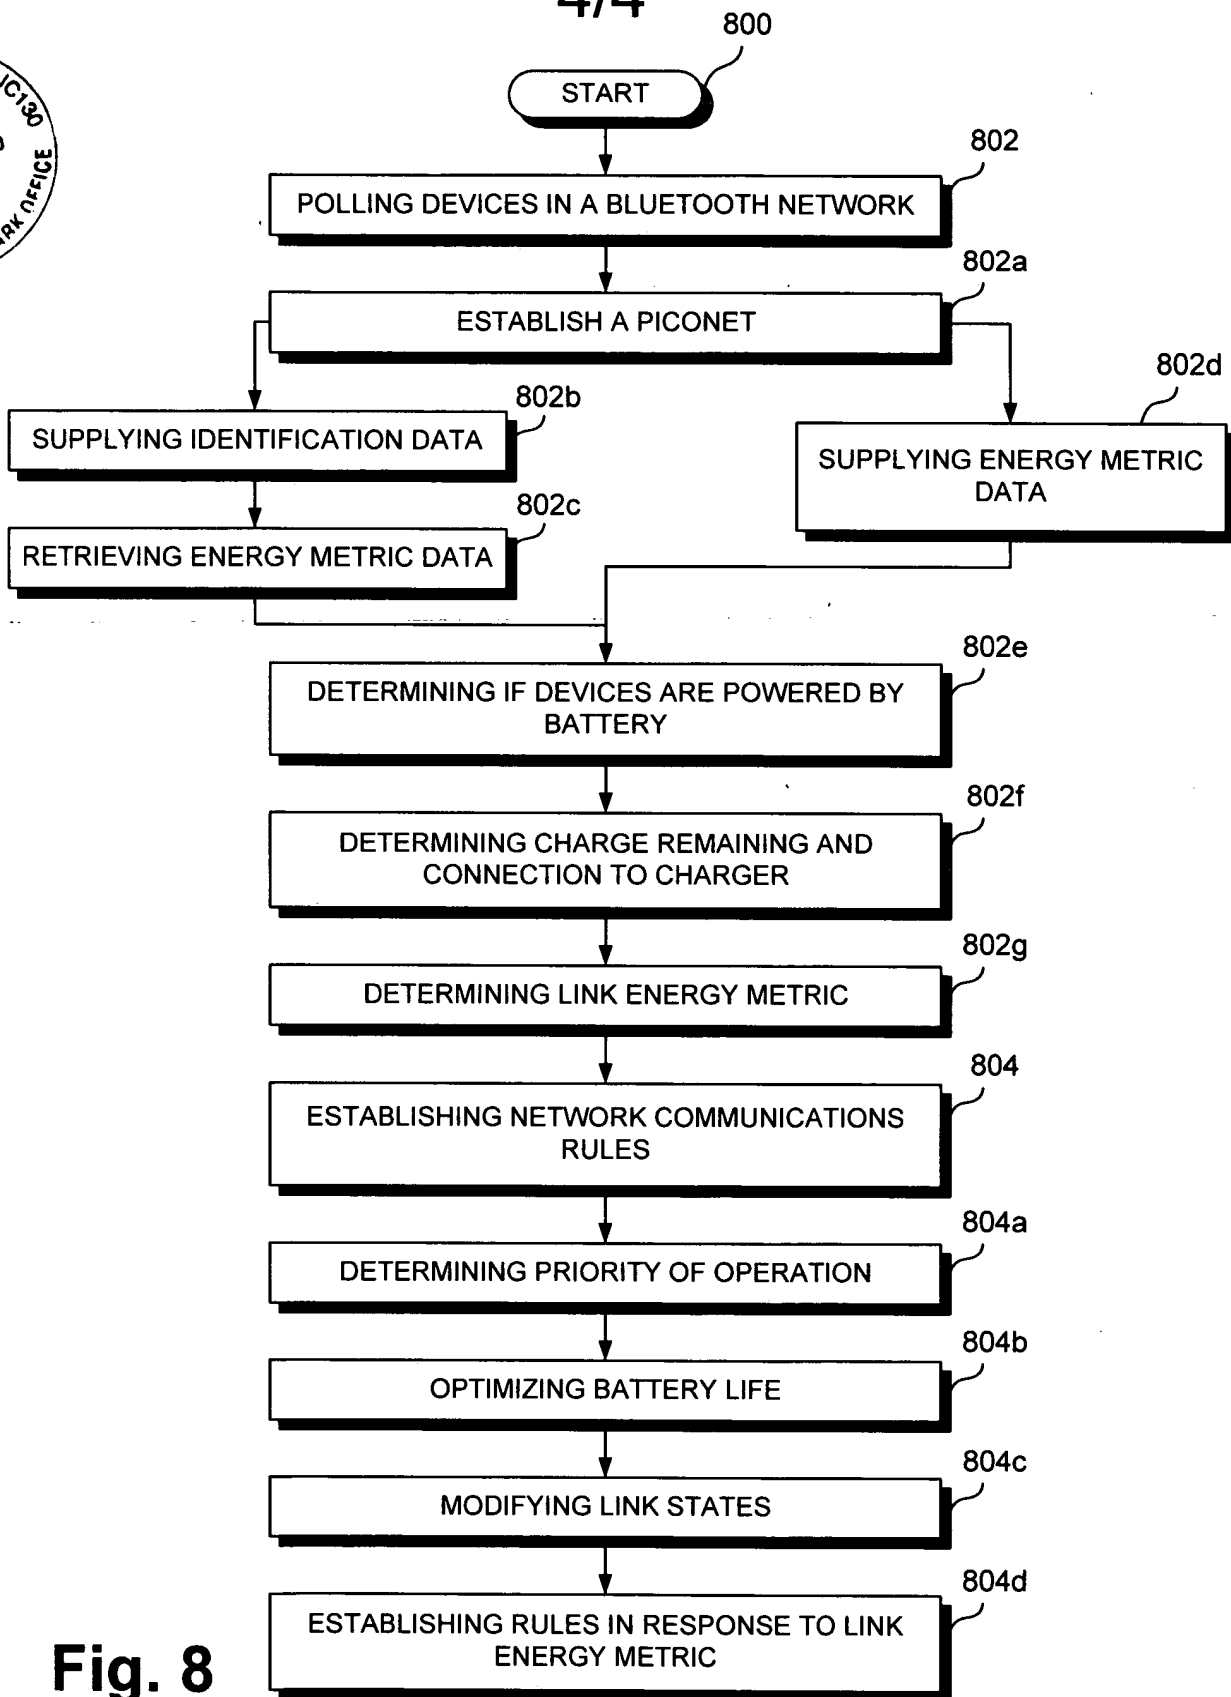 4/4
800
START
IC130
OFFICE
802
POLLING DEVICES IN A BLUETOOTH NETWORK
802a
ESTABLISH A PICONET
802b
SUPPLYING IDENTIFICATION DATA
802d
SUPPLYING ENERGY METRIC
DATA
802c
RETRIEVING ENERGY METRIC DATA
802e
DETERMINING IF DEVICES ARE POWERED BY
BATTERY
802f
DETERMINING CHARGE REMAINING AND
CONNECTION TO CHARGER
802g
DETERMINING LINK ENERGY METRIC
804
ESTABLISHING NETWORK COMMUNICATIONS
RULES
804a
DETERMINING PRIORITY OF OPERATION
804b
OPTIMIZING BATTERY LIFE
804c
MODIFYING LINK STATES
804d
ESTABLISHING RULES IN RESPONSE TO LINK
ENERGY METRIC
Fig. 8